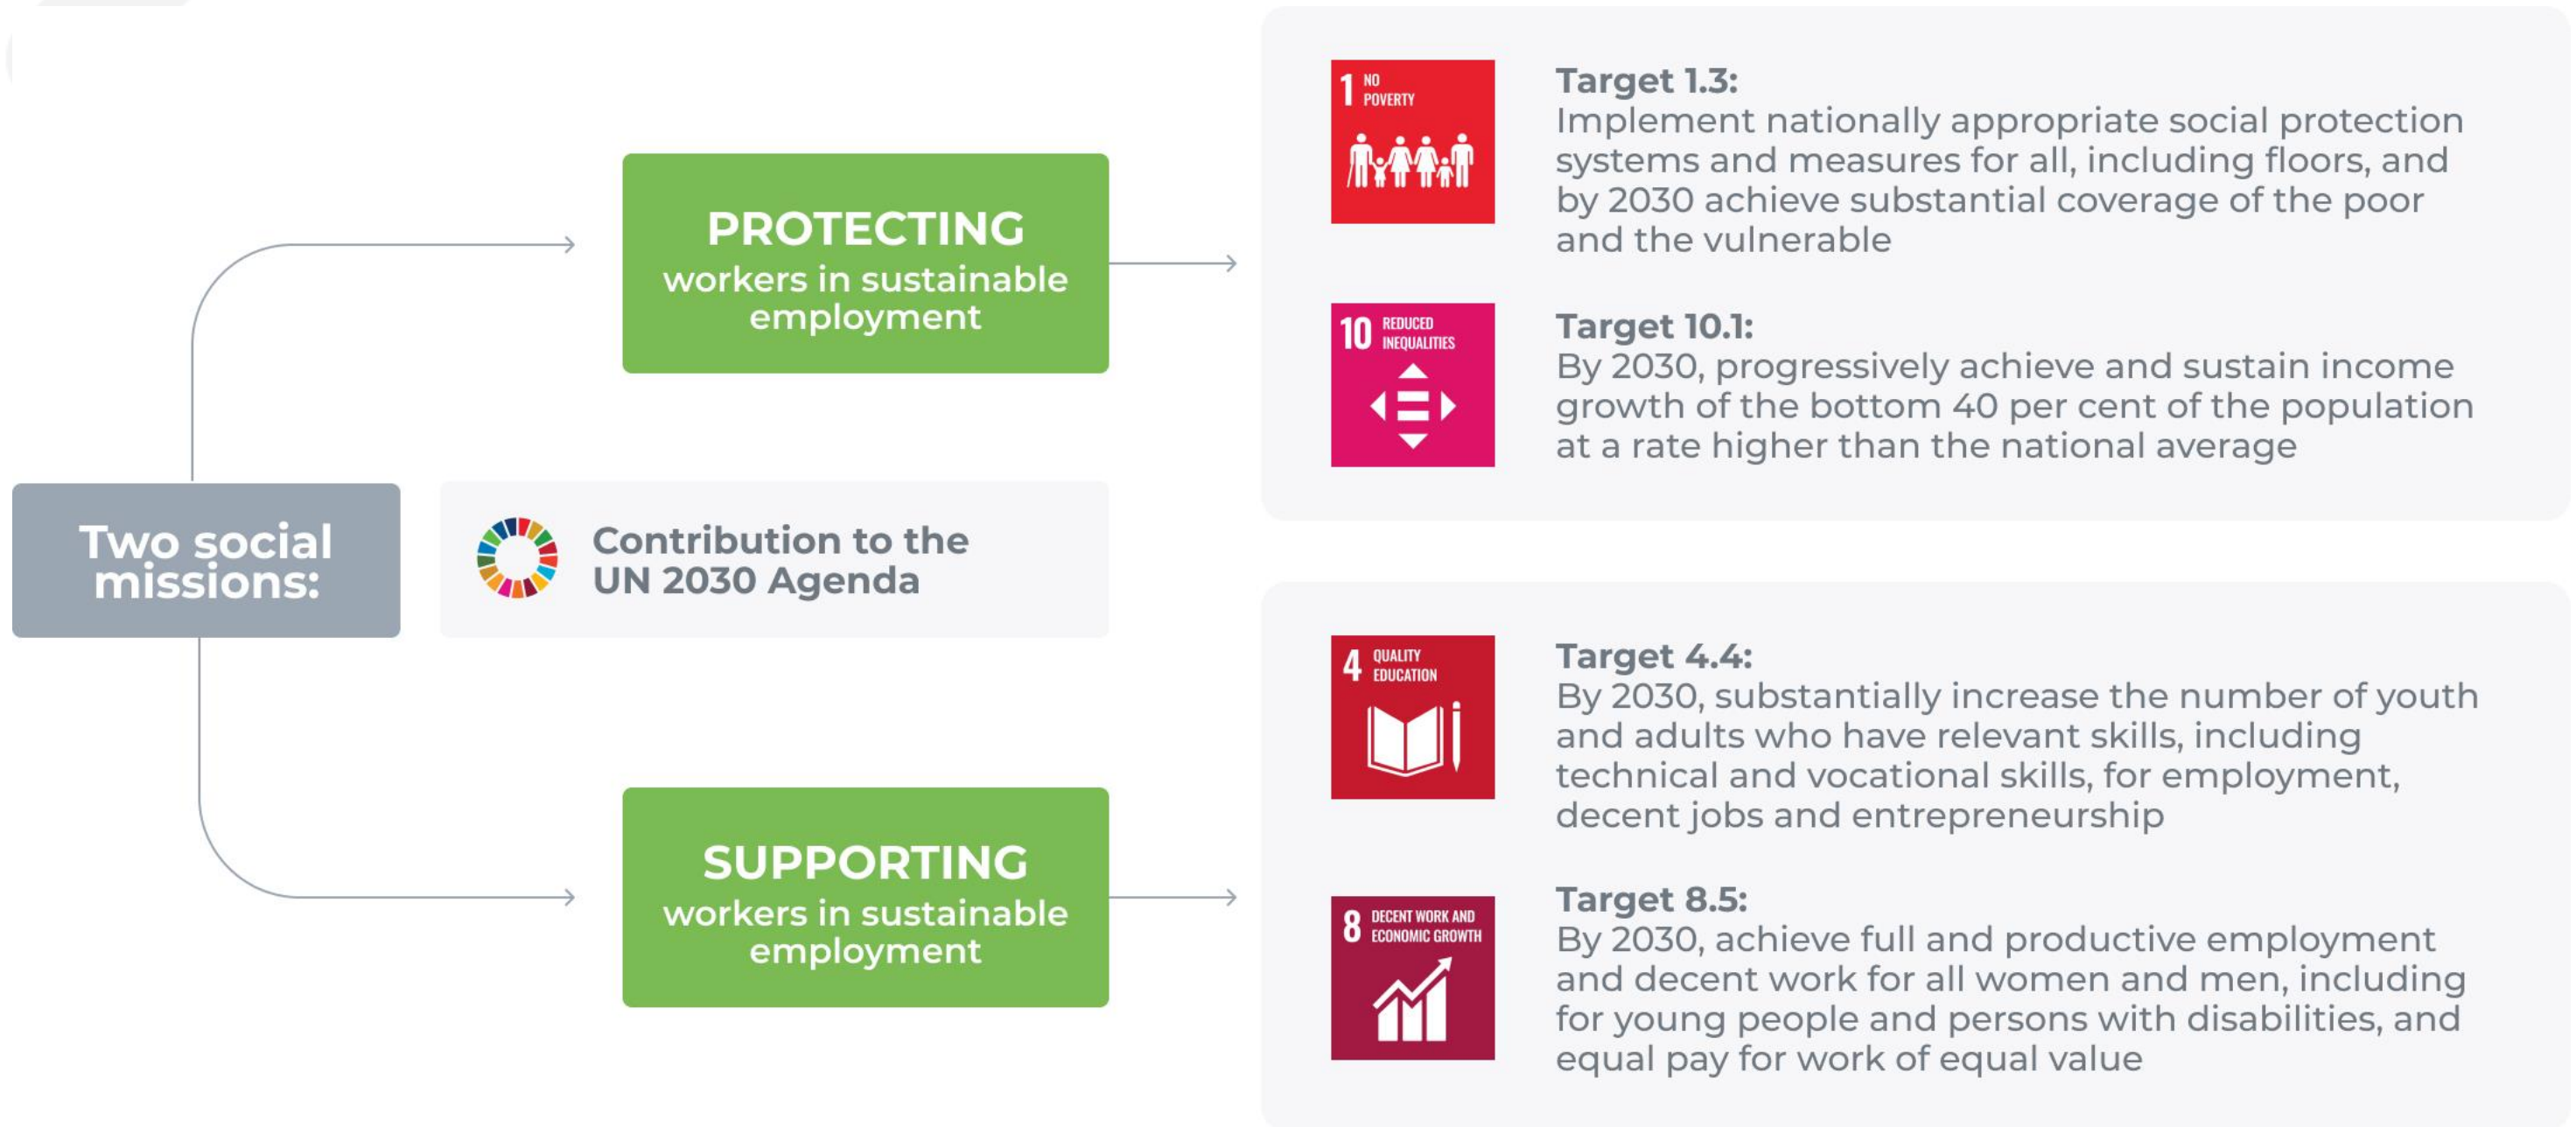 Two social
missions:
Contribution to the
UN 2030 Agenda
PROTECTING
workers in sustainable
employment
1 NO
POVERTY
Target 1.3:
Implement nationally appropriate social protection
systems and measures for all, including floors, and
by 2030 achieve substantial coverage of the poor
and the vulnerable
10 REDUCED
INEQUALITIES
Target 10.1:
By 2030, progressively achieve and sustain income
growth of the bottom 40 per cent of the population
at a rate higher than the national average
SUPPORTING
workers in sustainable
employment
4 QUALITY
EDUCATION
Target 4.4:
By 2030, substantially increase the number of youth
and adults who have relevant skills, including
technical and vocational skills, for employment,
decent jobs and entrepreneurship
8 DECENT WORK AND
ECONOMIC GROWTH
Target 8.5:
By 2030, achieve full and productive employment
and decent work for all women and men, including
for young people and persons with disabilities, and
equal pay for work of equal value